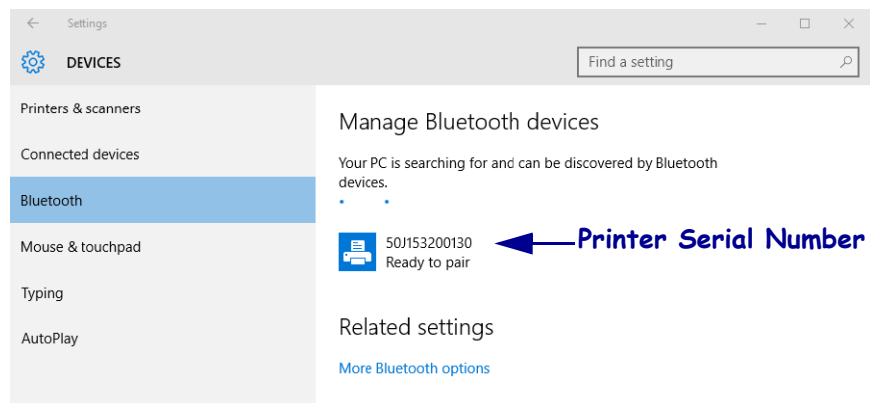 Settings
DEVICES
Find a setting
Printers & scanners
Connected devices
Bluetooth
Mouse & touchpad
Typing
AutoPlay
Manage Bluetooth devices
Your PC is searching for and can be discovered by Bluetooth
devices.
50J153200130
Ready to pair
Printer Serial Number
Related settings
More Bluetooth options